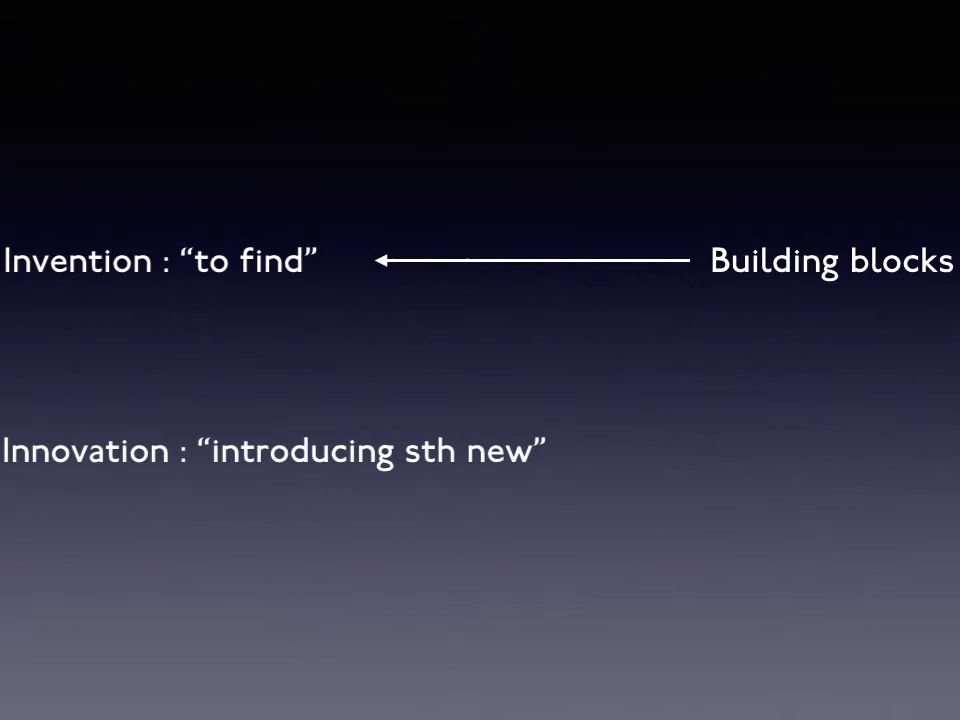 Invention : “to find” Building blocks
Innovation : “introducing sth new”